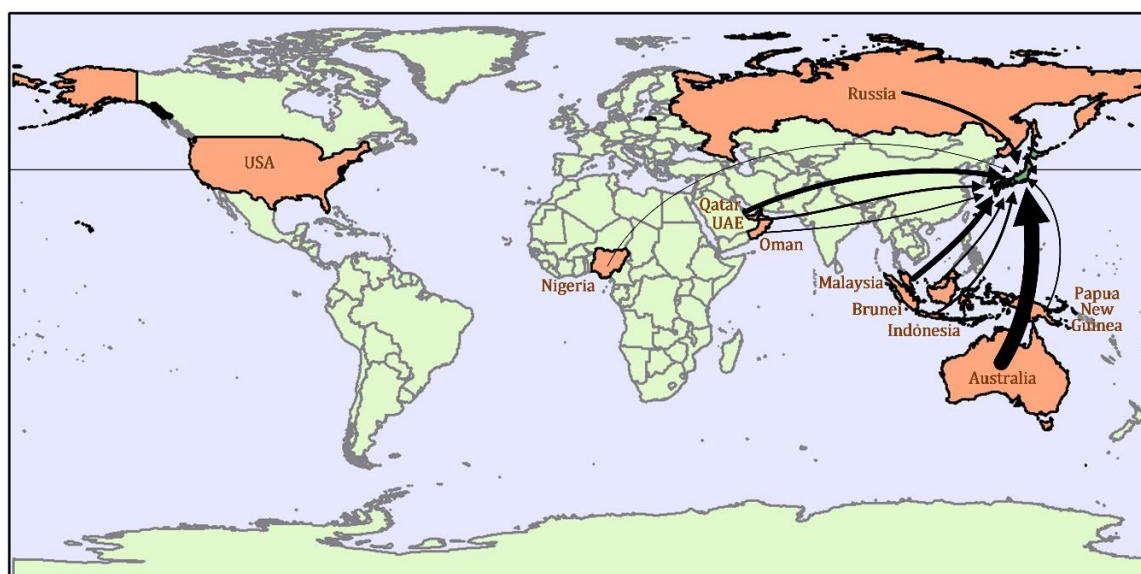 Russia
USA
Qatar
UAE
Oman
Nigeria
Malaysia
Brunei
Indonesia
Papua
New
Guinea
Australia